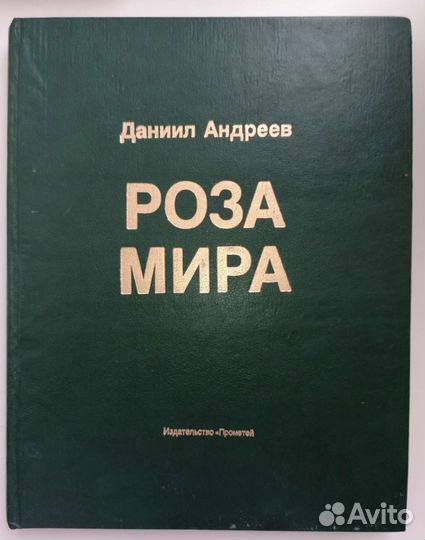 Даниил Андреев
РОЗА
МИРА
Издательство «Прометей
Avito